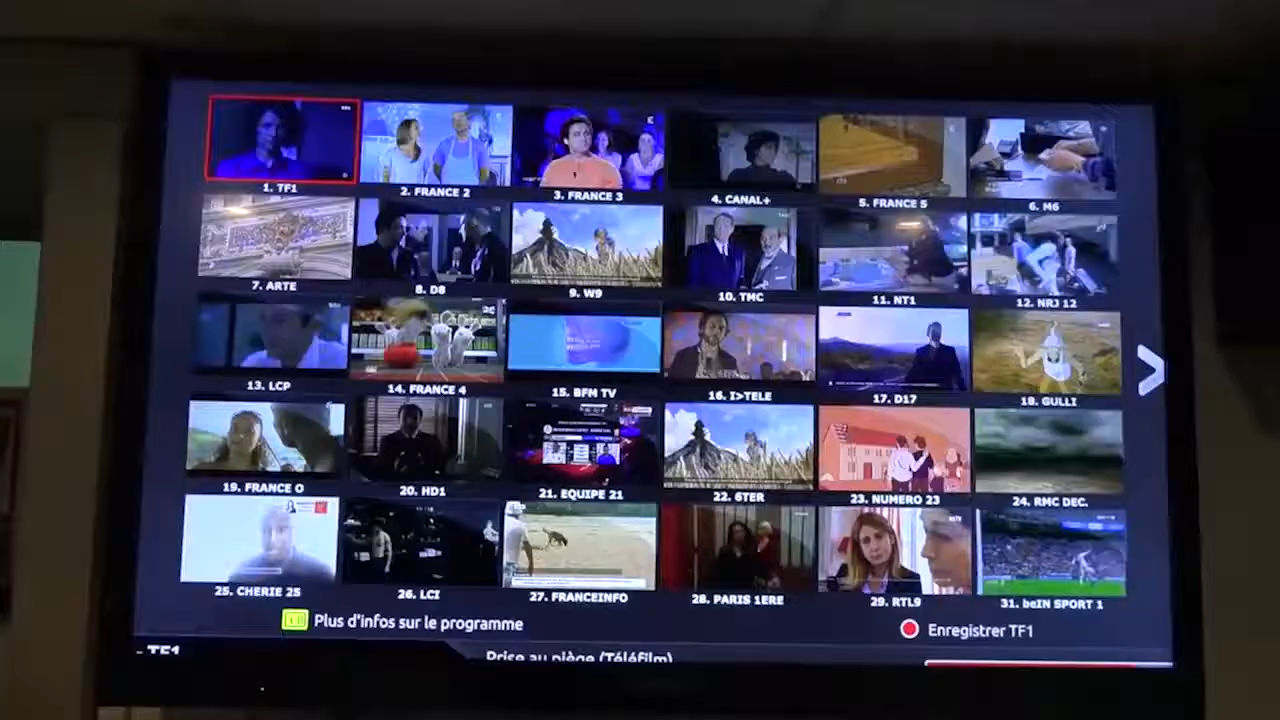 1. TF1
2. FRANCE 2
3. FRANCE 3
4. CANAL+
5. FRANCE 5
6. M6
7. ARTE
8. D8
9. W9
10. TMC
11. NT1
12. NRJ 12
13. LCP
14. FRANCE 4
15. BFM TV
16. I>TELE
17. D17
18. GULLI
19. FRANCE O
20. HD1
21. EQUIPE 21
22. 6TER
23. NUMERO 23
24. RMC DEC.
25. CHERIE 25
26. LCI
27. FRANCEINFO
28. PARIS 1ERE
29. RTL9
31. beIN SPORT 1
Plus d'infos sur le programme
Enregistrer TF1
TF1
Prise au piège (Téléfilm)